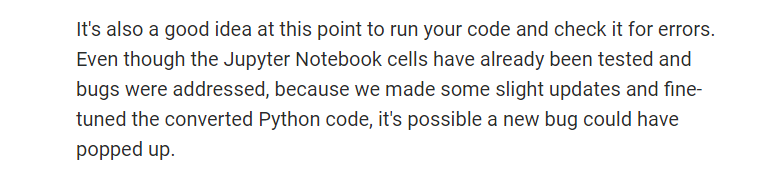 It's also a good idea at this point to run your code and check it for errors.
Even though the Jupyter Notebook cells have already been tested and
bugs were addressed, because we made some slight updates and fine-
tuned the converted Python code, it's possible a new bug could have
popped up.